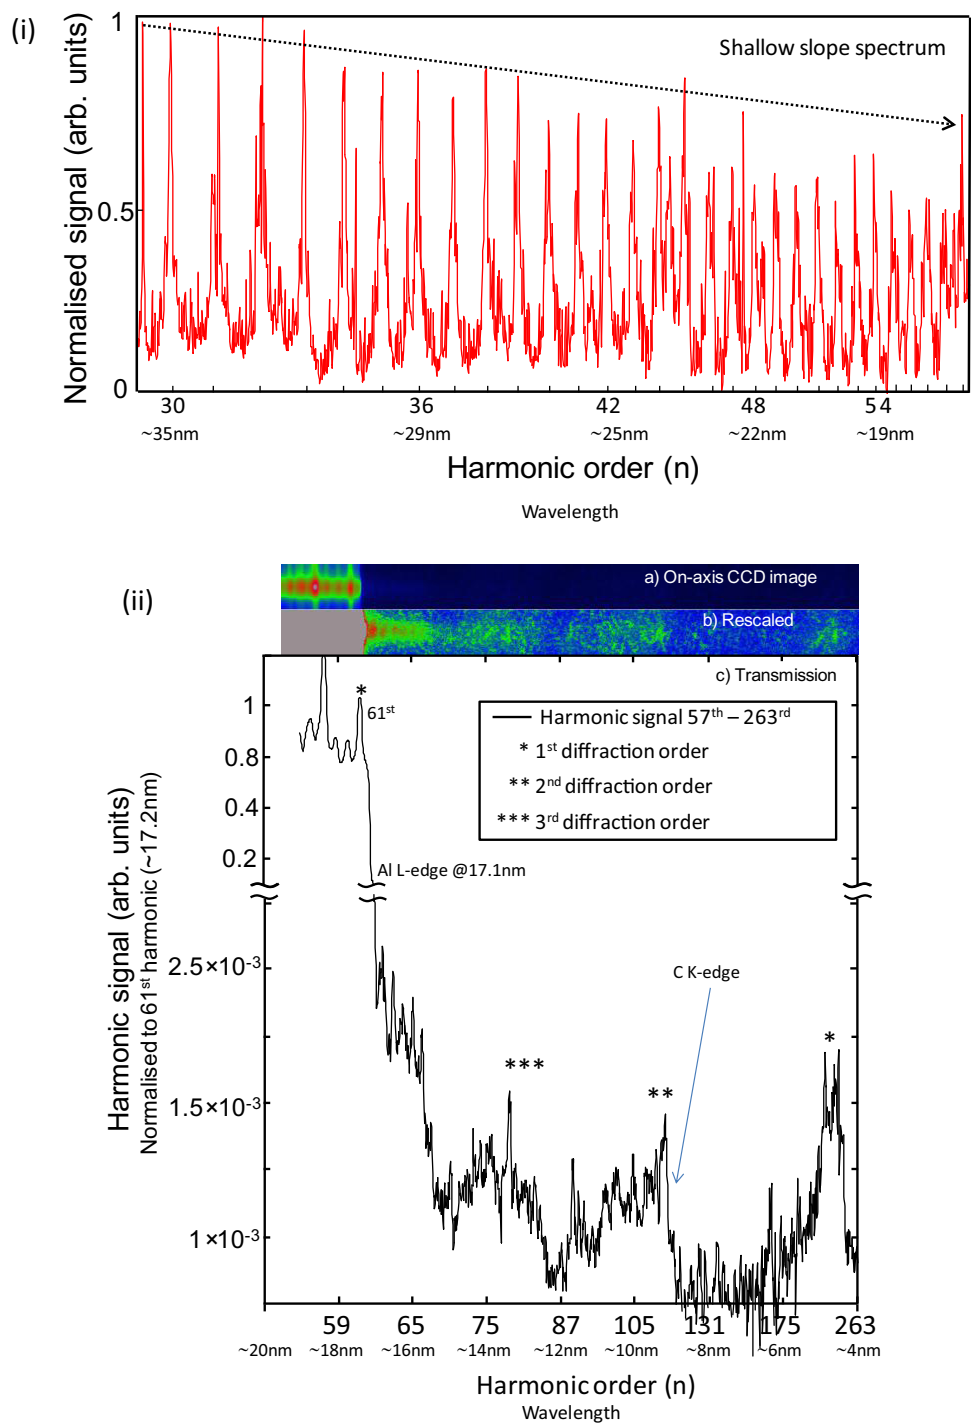 (i)
Normalised signal (arb. units)
1
0.5
0
Shallow slope spectrum
30 36 42 48 54
~35nm ~29nm ~25nm ~22nm ~19nm
Harmonic order (n)
Wavelength
(ii)
a) On-axis CCD image
b) Rescaled
c) Transmission
Harmonic signal (arb. units)
Normalised to 61st harmonic (~17.2nm)
1
0.8
0.4
0.2
2.5×10-3
1.5×10-3
1×10-3
*
61st
Harmonic signal 57th – 263rd
* 1st diffraction order
** 2nd diffraction order
*** 3rd diffraction order
Al L-edge @17.1nm
C K-edge
***
**
*
59 65 75 87 105 131 175 263
~20nm ~18nm ~16nm ~14nm ~12nm ~10nm ~8nm ~6nm ~4nm
Harmonic order (n)
Wavelength